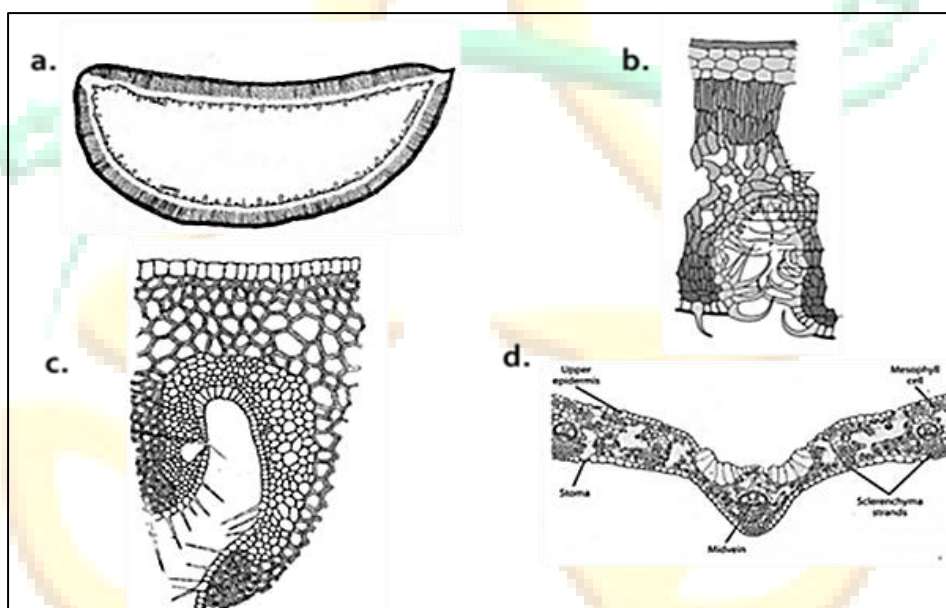 a.
b.
c.
d.
Upper
epidermis
Mesophyll
cell
Stoma
Sclerenchyma
strands
Midvein